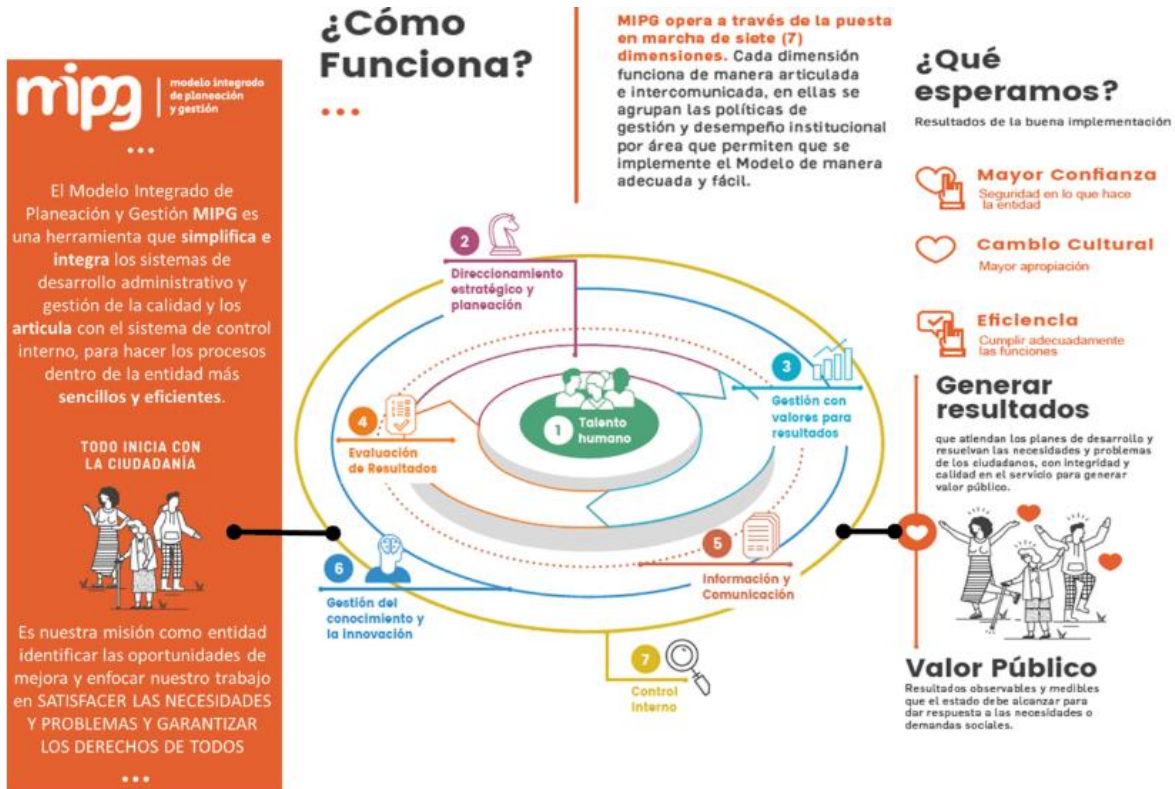 mipg
modelo integrado
de planeación
y gestión
El Modelo Integrado de
Planeación y Gestión MIPG es
una herramienta que simplifica e
integra los sistemas de
desarrollo administrativo y
gestión de la calidad y los
articula con el sistema de control
interno, para hacer los procesos
dentro de la entidad más
sencillos y eficientes.
TODO INICIA CON
LA CIUDADANÍA
Es nuestra misión como entidad
identificar las oportunidades de
mejora y enfocar nuestro trabajo
en SATISFACER LAS NECESIDADES
Y PROBLEMAS Y GARANTIZAR
LOS DERECHOS DE TODOS
¿Cómo
Funciona?
MIPG opera a través de la puesta
en marcha de siete (7)
dimensiones. Cada dimensión
funciona de manera articulada
e intercomunicada, en ellas se
agrupan las políticas de
gestión y desempeño institucional
por área que permiten que se
implemente el Modelo de manera
adecuada y fácil.
2
Direccionamiento
estratégico y
planeación
3
Gestión con
valores para
resultados
1
Talento
humano
4
Evaluación
de Resultados
5
Información y
Comunicación
6
Gestión del
conocimiento y
la innovación
7
Control
Interno
¿Qué
esperamos?
Resultados de la buena implementación
Mayor Confianza
Seguridad en lo que hace
la entidad
Cambio Cultural
Mayor apropiación
Eficiencia
Cumplir adecuadamente
las funciones
Generar
resultados
que atiendan los planes de desarrollo y
resuelvan las necesidades y problemas
de los ciudadanos, con integridad y
calidad en el servicio para generar
valor público.
Valor Público
Resultados observables y medibles
que el estado debe alcanzar para
dar respuesta a las necesidades o
demandas sociales.